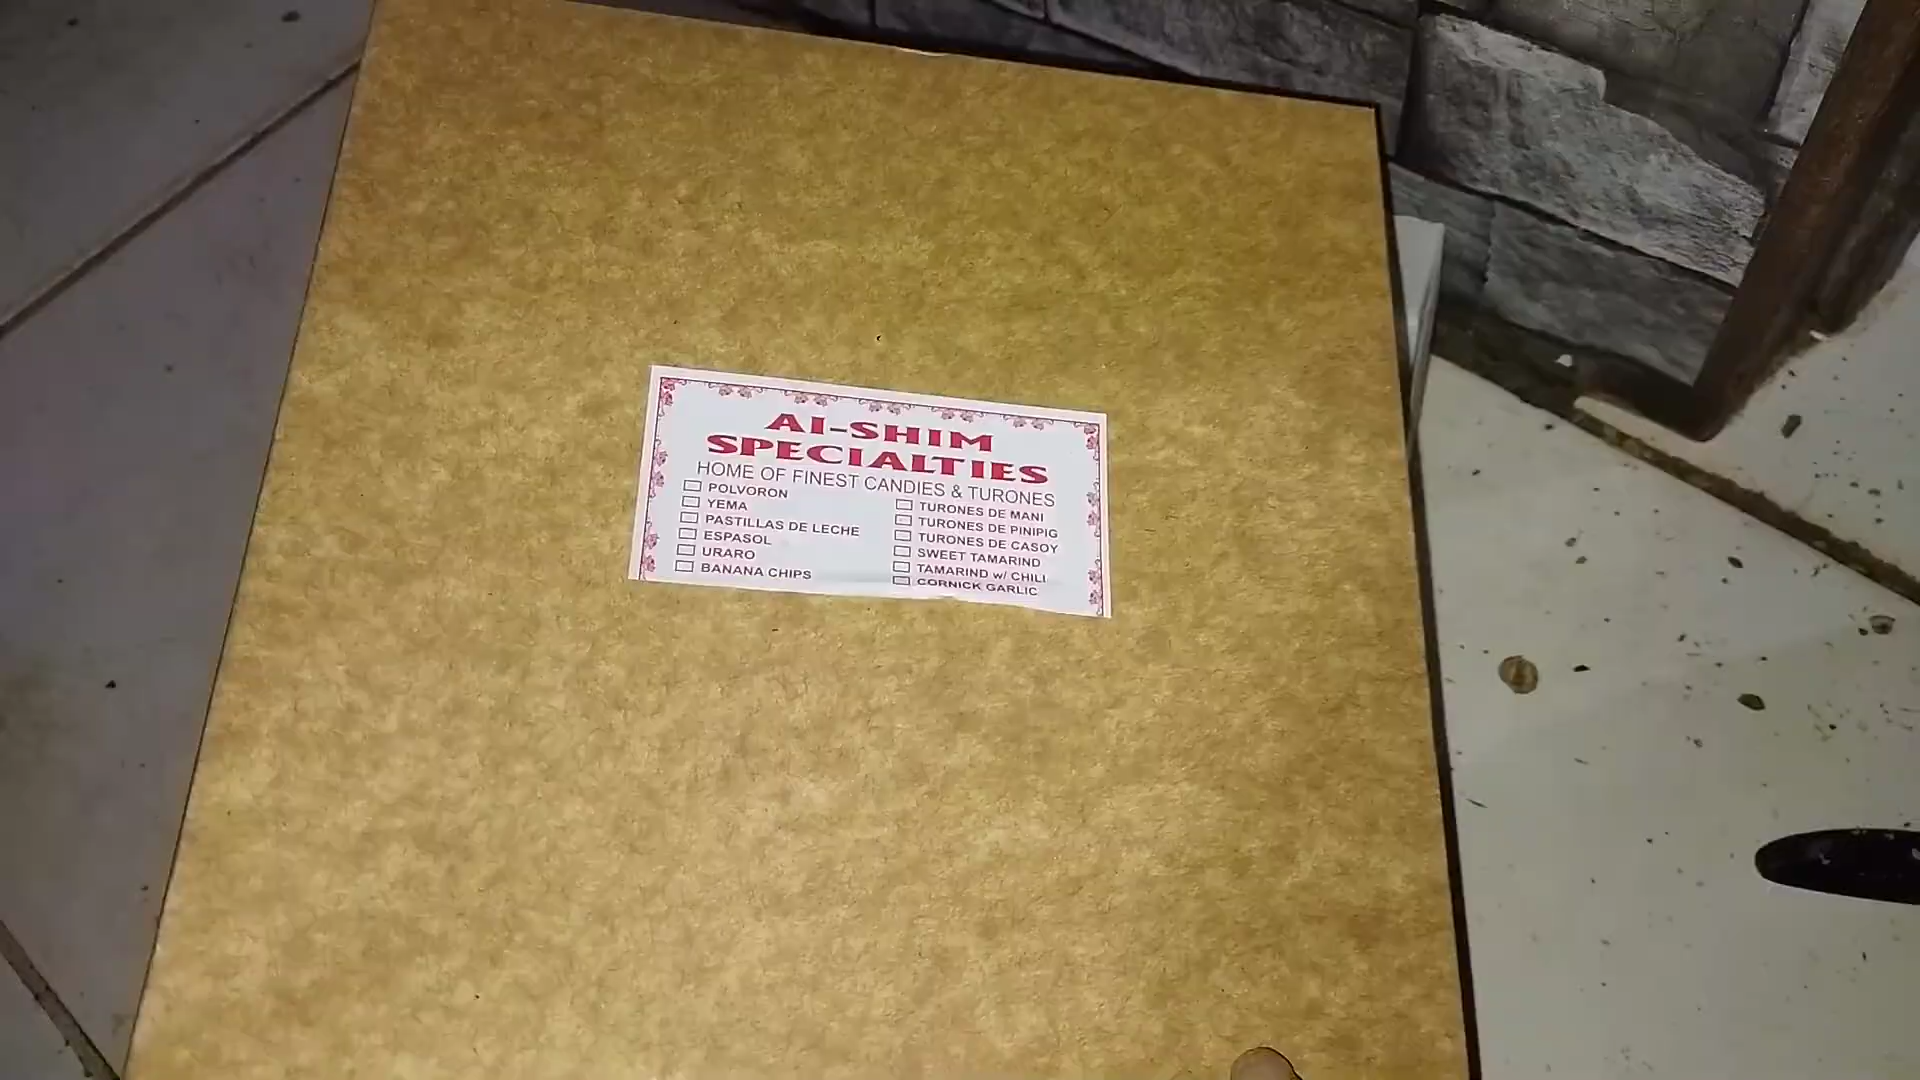 AI-SHIM
SPECIALTIES
HOME OF FINEST CANDIES & TURONES
POLVORON
YEMA
PASTILLAS DE LECHE
ESPASOL
URARO
BANANA CHIPS
TURONES DE MANI
TURONES DE PINIPIG
TURONES DE CASOY
SWEET TAMARIND
TAMARIND w/ CHILI
CORNICK GARLIC